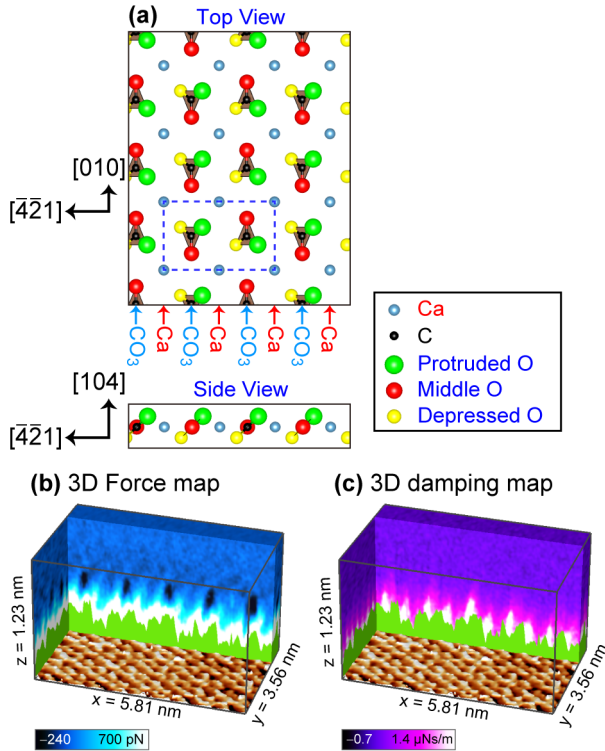 (a) Top View
[010]
[4̄2̄1]
CO₃
Ca
CO₃
Ca
CO₃
Ca
CO₃
Ca
Ca
C
Protruded O
Middle O
Depressed O
[104]
Side View
[4̄2̄1]
(b) 3D Force map
z = 1.23 nm
x = 5.81 nm
y = 3.56 nm
−240 700 pN
(c) 3D damping map
z = 1.23 nm
x = 5.81 nm
y = 3.56 nm
−0.7 1.4 μNs/m